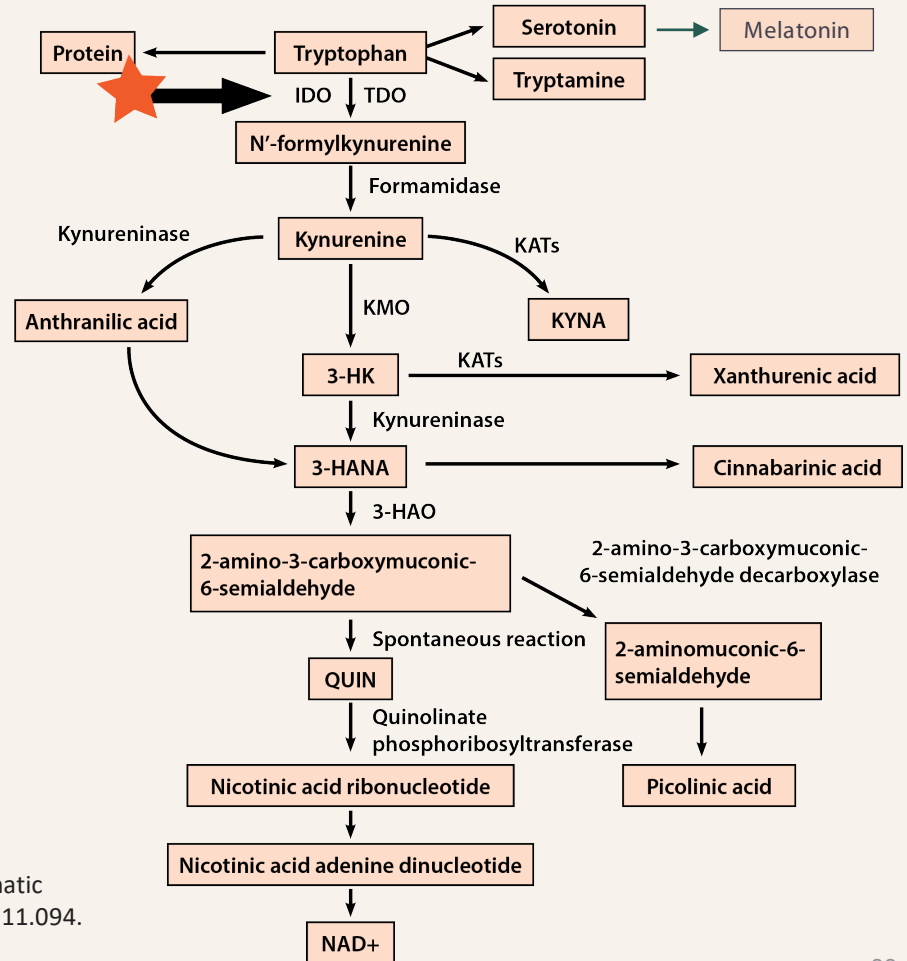 Serotonin
Melatonin
Protein
Tryptophan
Tryptamine
IDO
TDO
N’-formylkynurenine
Formamidase
Kynureninase
Kynurenine
KATs
Anthranilic acid
KMO
KYNA
3-HK
KATs
Xanthurenic acid
Kynureninase
3-HANA
Cinnabarinic acid
3-HAO
2-amino-3-carboxymuconic-
6-semialdehyde
2-amino-3-carboxymuconic-
6-semialdehyde decarboxylase
Spontaneous reaction
2-aminomuconic-6-
semialdehyde
QUIN
Quinolinate
phosphoribosyltransferase
Nicotinic acid ribonucleotide
Picolinic acid
Nicotinic acid adenine dinucleotide
natic
11.094.
NAD+